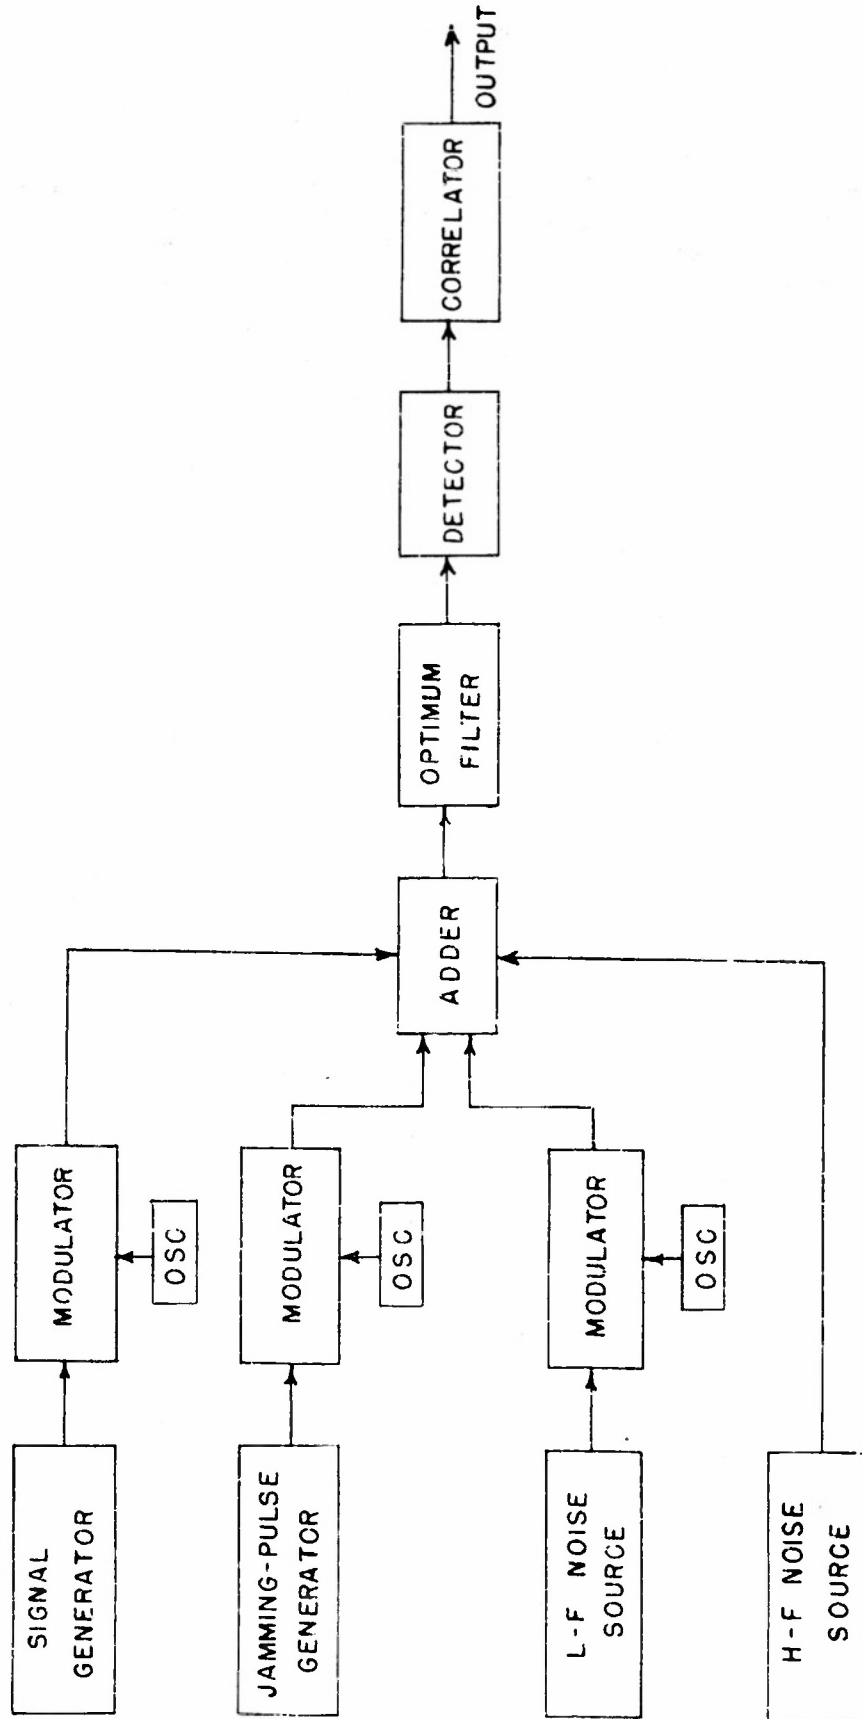 SIGNAL
GENERATOR
MODULATOR
OSC
JAMMING-PULSE
GENERATOR
MODULATOR
OSC
L-F NOISE
SOURCE
MODULATOR
OSC
H-F NOISE
SOURCE
ADDER
OPTIMUM
FILTER
DETECTOR
CORRELATOR
OUTPUT